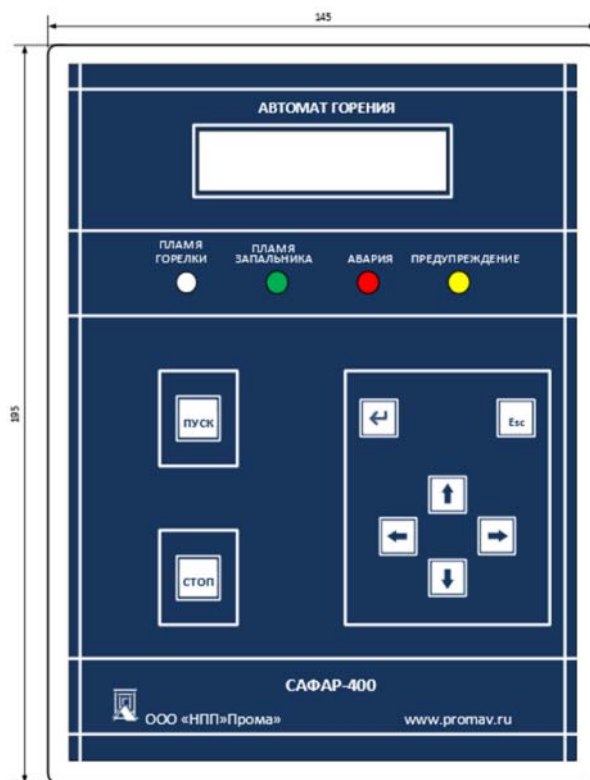 145
195
АВТОМАТ ГОРЕНИЯ
ПЛАМЯ
ГОРЕЛКИ
ПЛАМЯ
ЗАПАЛЬНИКА
АВАРИЯ
ПРЕДУПРЕЖДЕНИЕ
ПУСК
Esc
СТОП
САФАР-400
ООО «НПП»Прома»
www.promav.ru